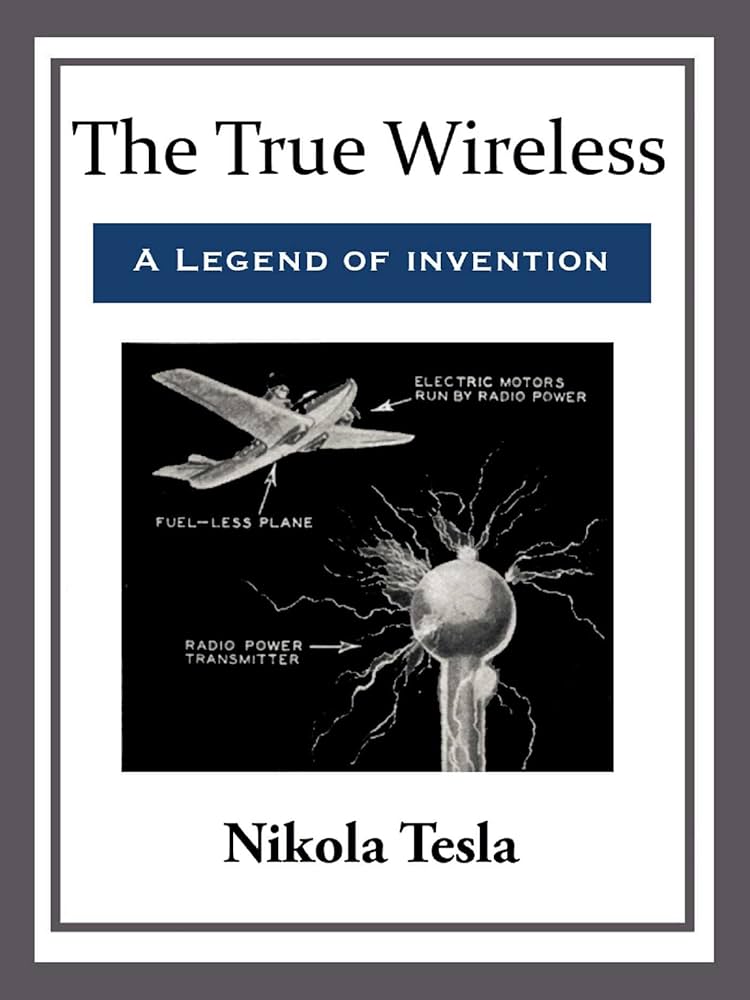 The True Wireless
A Legend of invention
ELECTRIC MOTORS
RUN BY RADIO POWER
FUEL—LESS PLANE
RADIO POWER
TRANSMITTER
Nikola Tesla